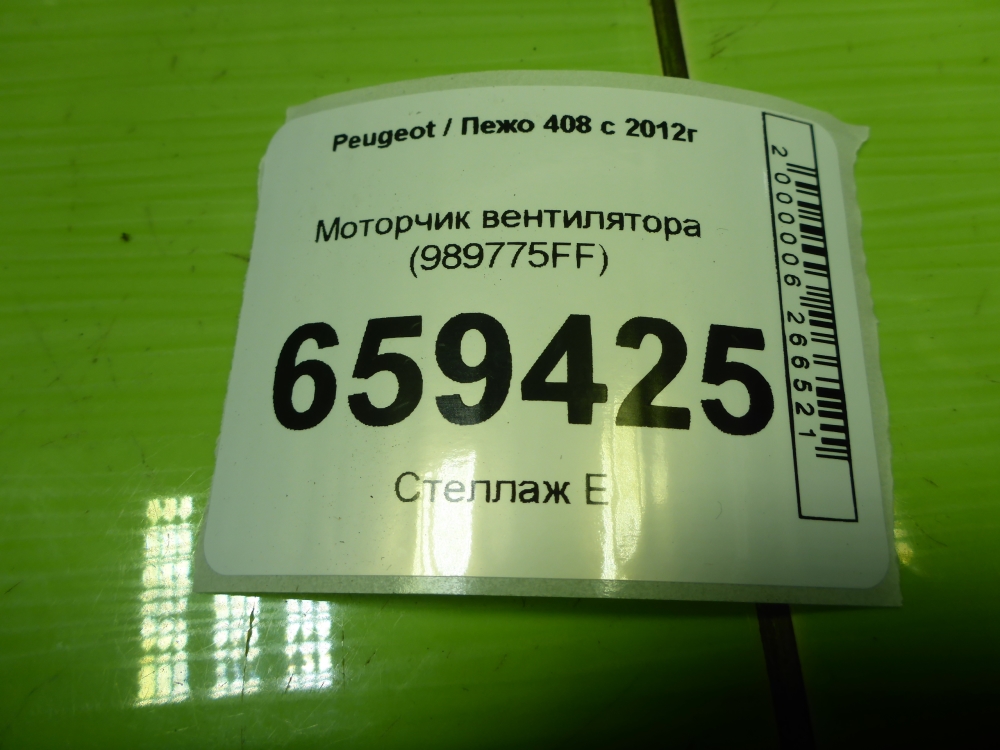 Peugeot / Пежо 408 с 2012г
Моторчик вентилятора
(989775FF)
659425
Стеллаж Е
2000006266521